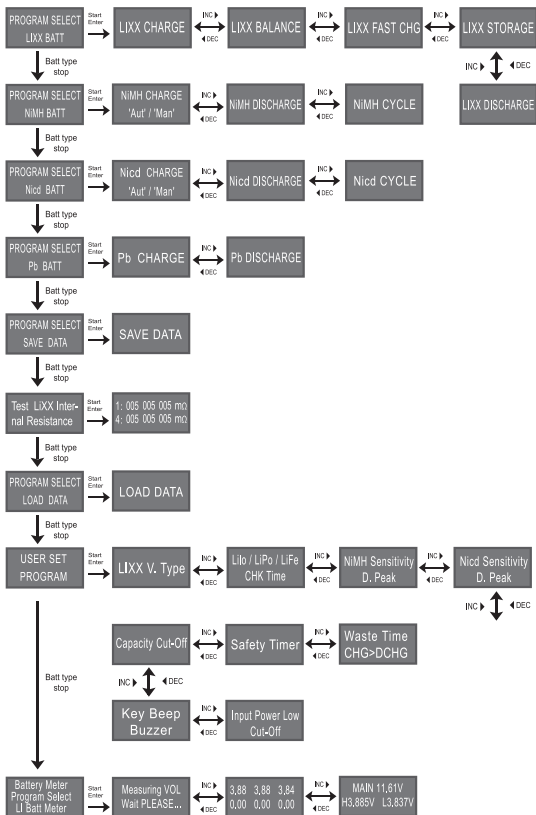 PROGRAM SELECT
LIXX BATT
Start
Enter
LIXX CHARGE
INC
DEC
LIXX BALANCE
INC
DEC
LIXX FAST CHG
INC
DEC
LIXX STORAGE
Batt type
stop
INC
DEC
PROGRAM SELECT
NiMH BATT
Start
Enter
NiMH CHARGE
'Aut' / 'Man'
INC
DEC
NiMH DISCHARGE
INC
DEC
NiMH CYCLE
LIXX DISCHARGE
Batt type
stop
PROGRAM SELECT
Nicd BATT
Start
Enter
Nicd CHARGE
'Aut' / 'Man'
INC
DEC
Nicd DISCHARGE
INC
DEC
Nicd CYCLE
Batt type
stop
PROGRAM SELECT
Pb BATT
Start
Enter
Pb CHARGE
INC
DEC
Pb DISCHARGE
Batt type
stop
PROGRAM SELECT
SAVE DATA
Start
Enter
SAVE DATA
Batt type
stop
Test LiXX Inter-
nal Resistance
Start
Enter
1: 005 005 005 mΩ
4: 005 005 005 mΩ
Batt type
stop
PROGRAM SELECT
LOAD DATA
Start
Enter
LOAD DATA
Batt type
stop
USER SET
PROGRAM
Start
Enter
LIXX V. Type
INC
DEC
LiIo / LiPo / LiFe
CHK Time
INC
DEC
NiMH Sensitivity
D. Peak
INC
DEC
Nicd Sensitivity
D. Peak
INC
DEC
Capacity Cut-Off
INC
DEC
Safety Timer
INC
DEC
Waste Time
CHG>DCHG
Batt type
stop
INC
DEC
Key Beep
Buzzer
INC
DEC
Input Power Low
Cut-Off
Battery Meter
Program Select
LI Batt Meter
Start
Enter
Measuring VOL
Wait PLEASE...
INC
DEC
3,88 3,88 3,84
0,00 0,00 0,00
INC
DEC
MAIN 11,61V
H3,885V L3,837V